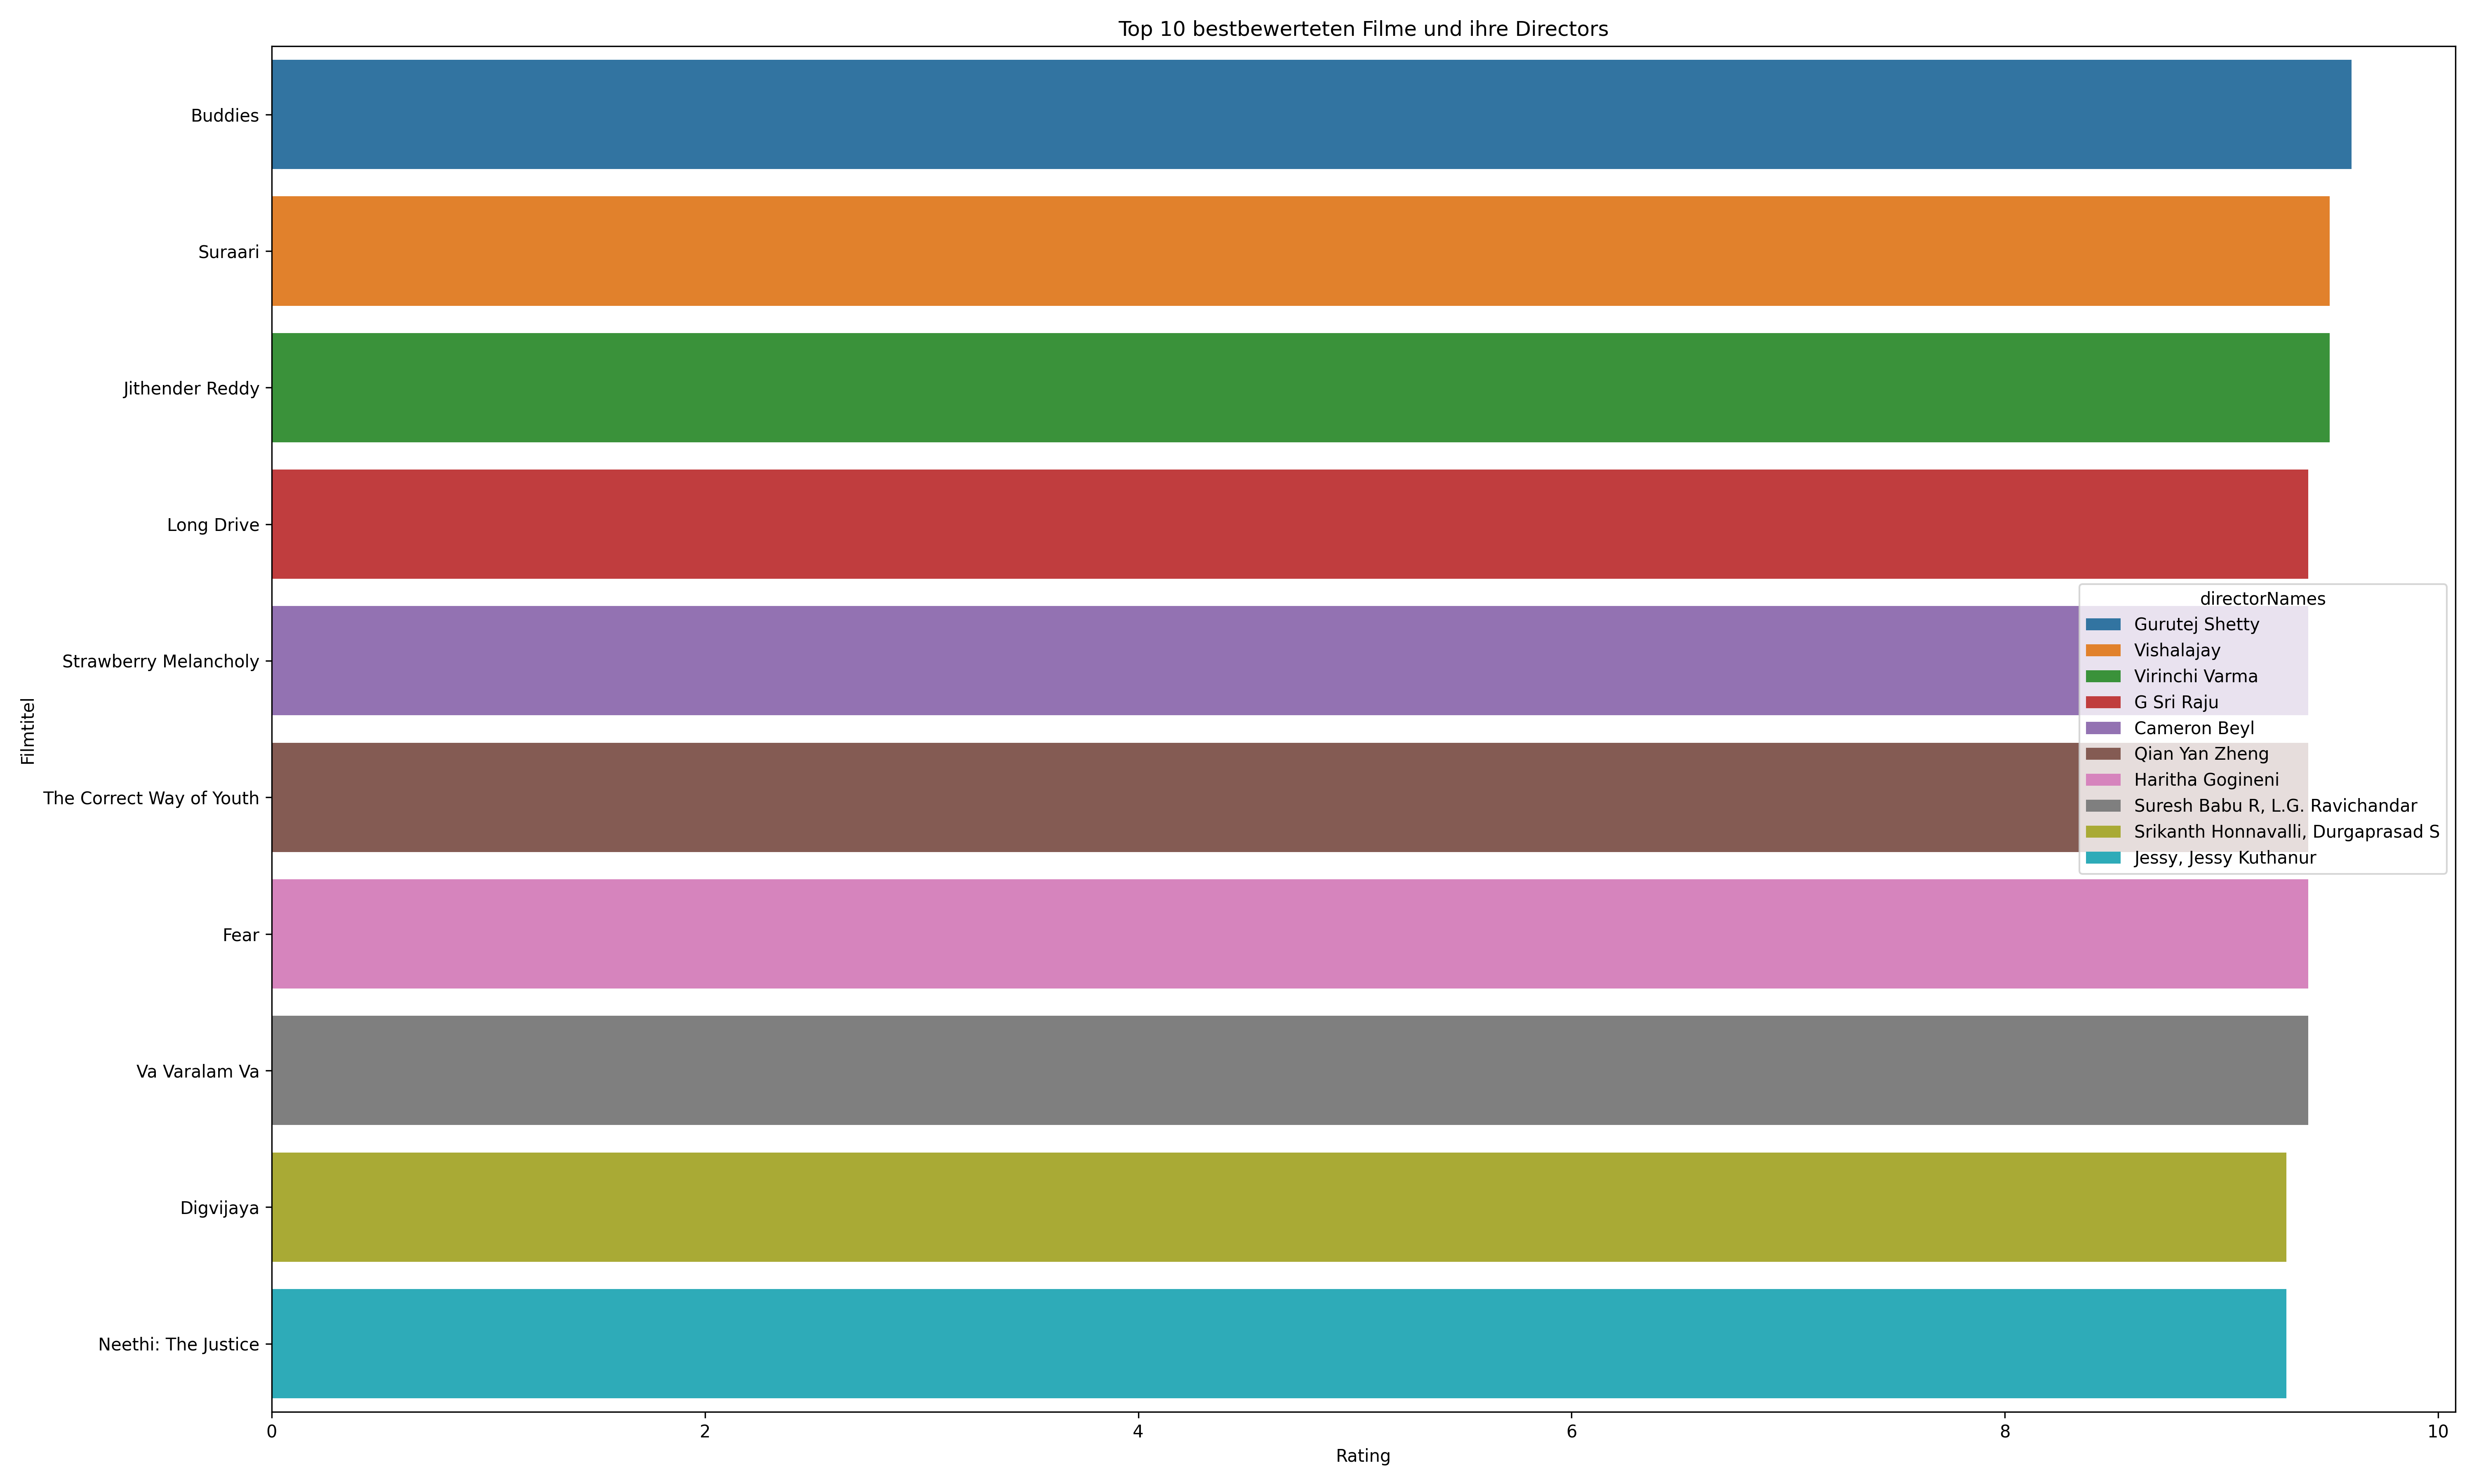 Top 10 bestbewerteten Filme und ihre Directors
Filmtitel
Buddies
Suraari
Jithender Reddy
Long Drive
Strawberry Melancholy
The Correct Way of Youth
Fear
Va Varalam Va
Digvijaya
Neethi: The Justice
directorNames
Gurutej Shetty
Vishalajay
Virinchi Varma
G Sri Raju
Cameron Beyl
Qian Yan Zheng
Haritha Gogineni
Suresh Babu R, L.G. Ravichandar
Srikanth Honnavalli, Durgaprasad S
Jessy, Jessy Kuthanur
0 2 4 6 8 10
Rating